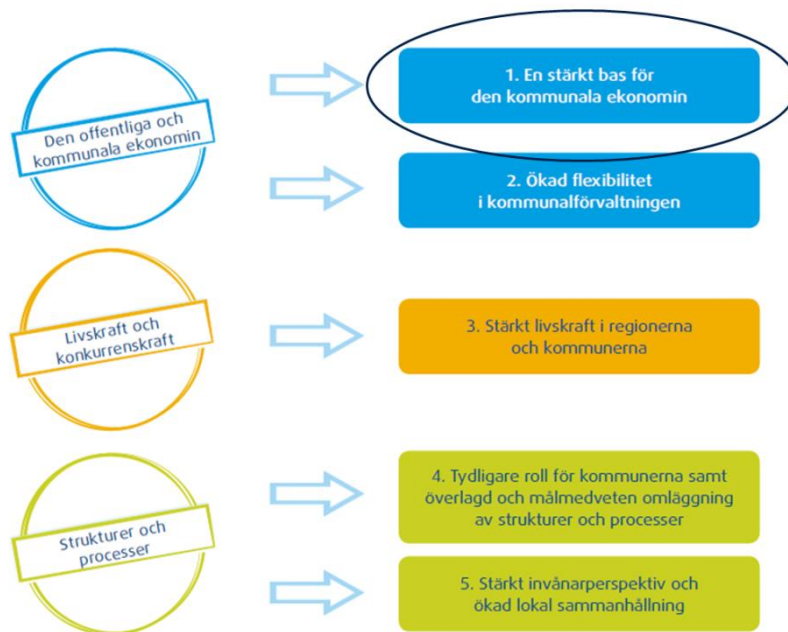 Den offentliga och
kommunala ekonomin
1. En stärkt bas för
den kommunala ekonomin
2. Ökad flexibilitet
i kommunalförvaltningen
Livskraft och
konkurrenskraft
3. Stärkt livskraft i regionerna
och kommunerna
Strukturer och
processer
4. Tydligare roll för kommunerna samt
överlagd och målmedveten omläggning
av strukturer och processer
5. Stärkt invånarperspektiv och
ökad lokal sammanhållning